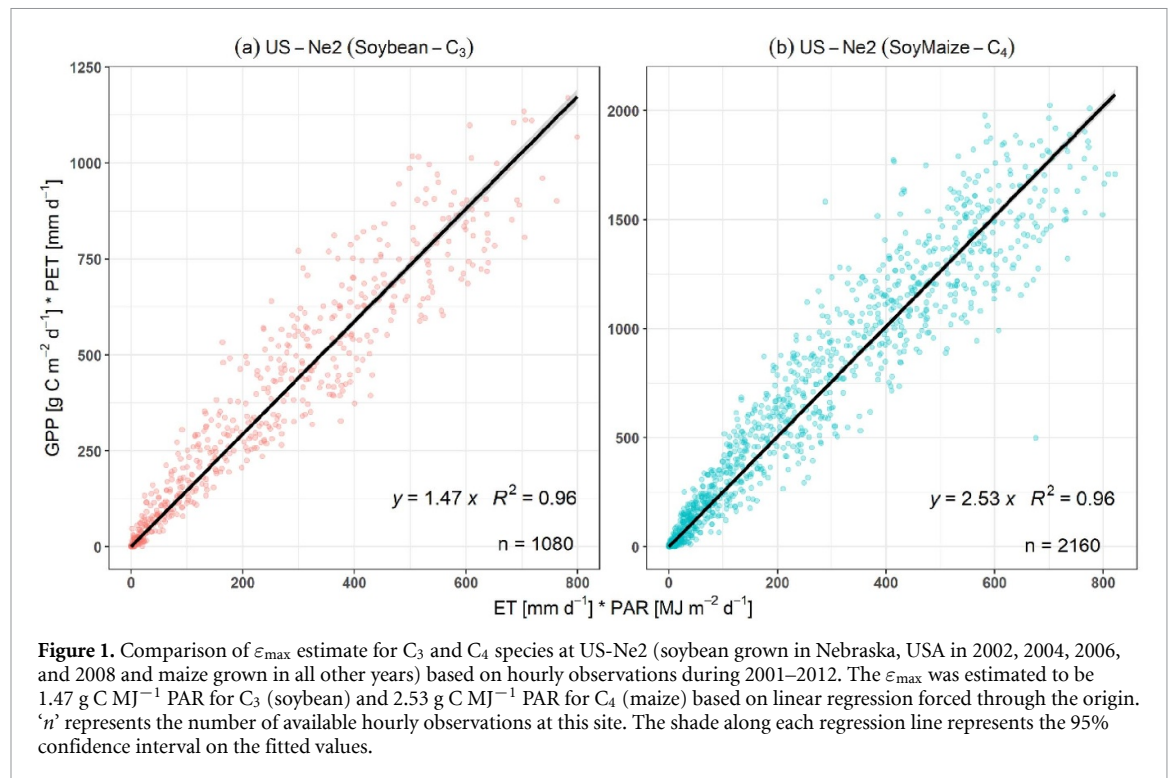 (a) US – Ne2 (Soybean – C₃)
(b) US – Ne2 (SoyMaize – C₄)
GPP [g C m⁻² d⁻¹] * PET [mm d⁻¹]
1250
1000
750
500
250
0
y = 1.47 x R² = 0.96
n = 1080
0 200 400 600 800
2000
1500
1000
500
0
y = 2.53 x R² = 0.96
n = 2160
0 200 400 600 800
ET [mm d⁻¹] * PAR [MJ m⁻² d⁻¹]
Figure 1. Comparison of ε_max estimate for C₃ and C₄ species at US-Ne2 (soybean grown in Nebraska, USA in 2002, 2004, 2006,
and 2008 and maize grown in all other years) based on hourly observations during 2001–2012. The ε_max was estimated to be
1.47 g C MJ⁻¹ PAR for C₃ (soybean) and 2.53 g C MJ⁻¹ PAR for C₄ (maize) based on linear regression forced through the origin.
‘n’ represents the number of available hourly observations at this site. The shade along each regression line represents the 95%
confidence interval on the fitted values.